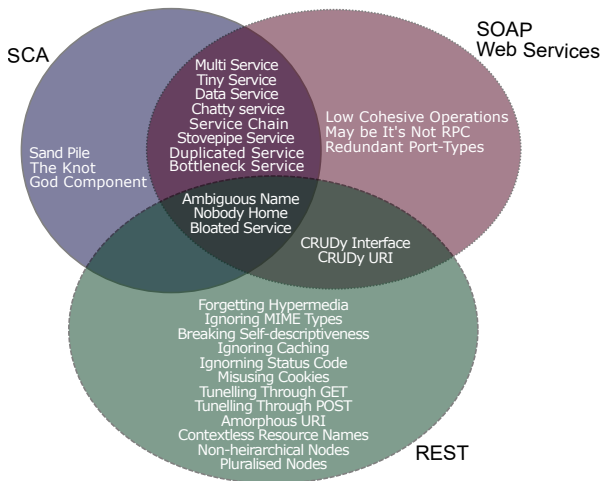 SCA
SOAP
Web Services
Multi Service
Tiny Service
Data Service
Chatty service
Service Chain
Stovepipe Service
Duplicated Service
Bottleneck Service
Low Cohesive Operations
May be It's Not RPC
Redundant Port-Types
Sand Pile
The Knot
God Component
Ambiguous Name
Nobody Home
Bloated Service
CRUDy Interface
CRUDy URI
Forgetting Hypermedia
Ignoring MIME Types
Breaking Self-descriptiveness
Ignoring Caching
Ignorning Status Code
Misusing Cookies
Tunelling Through GET
Tunelling Through POST
Amorphous URI
Contextless Resource Names
Non-heirarchical Nodes
Pluralised Nodes
REST